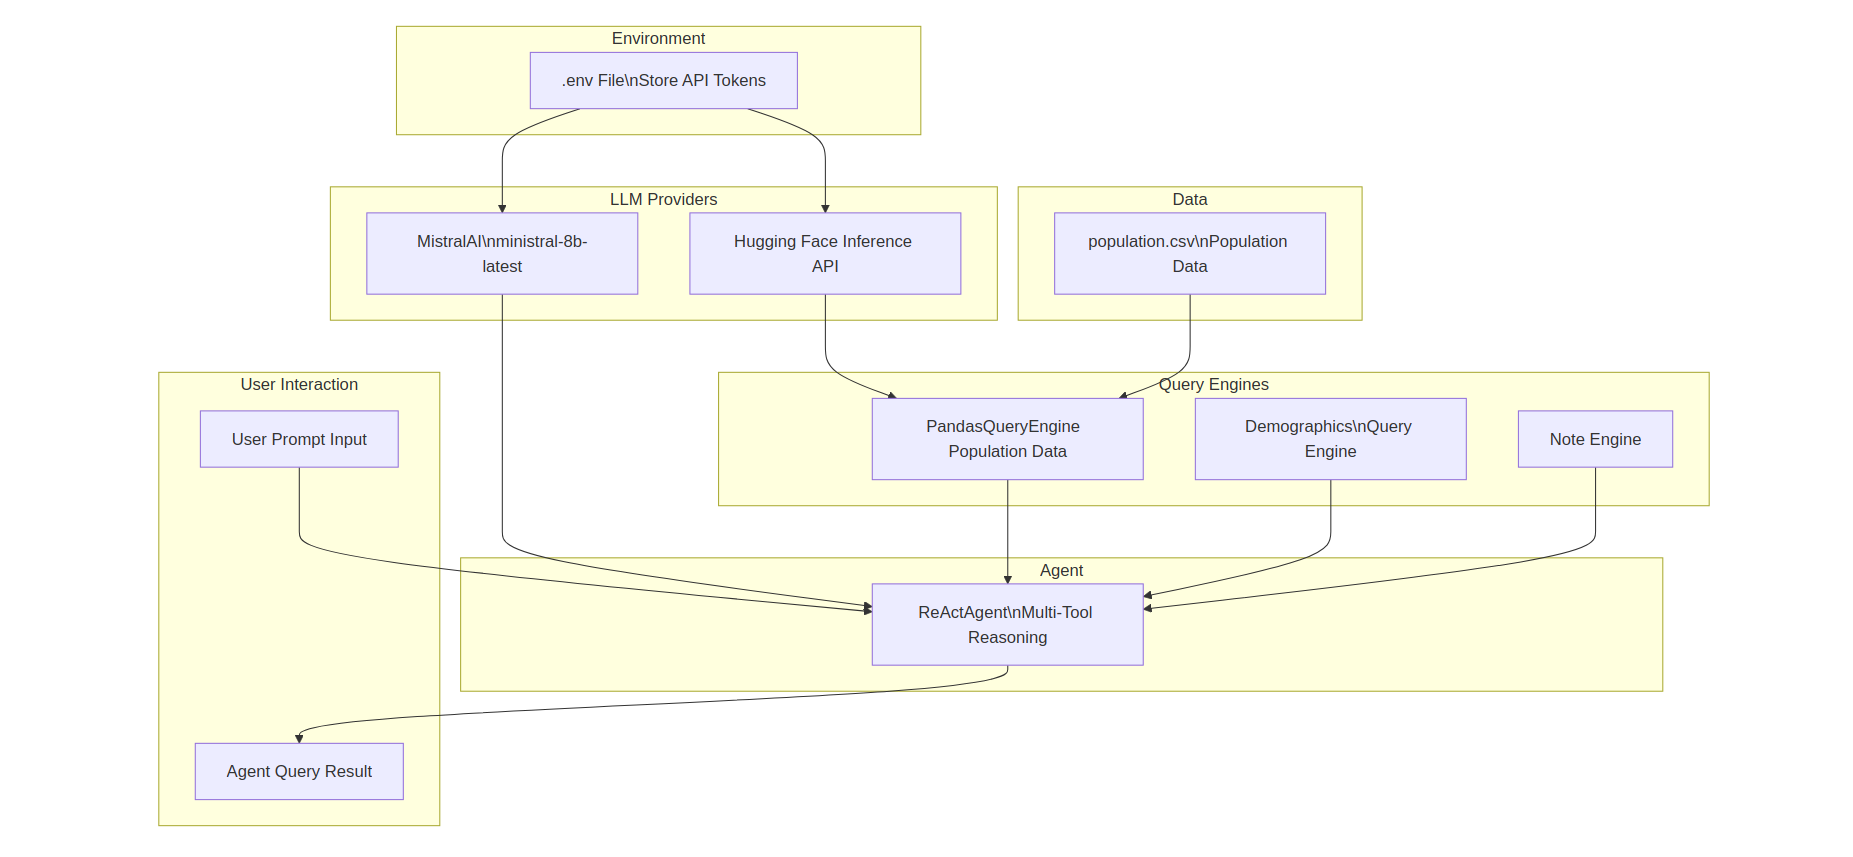 Environment
.env File\nStore API Tokens
LLM Providers
MistralAI\nministral-8b-
latest
Hugging Face Inference
API
Data
population.csv\nPopulation
Data
User Interaction
User Prompt Input
Query Engines
PandasQueryEngine
Population Data
Demographics\nQuery
Engine
Note Engine
Agent
ReActAgent\nMulti-Tool
Reasoning
Agent Query Result